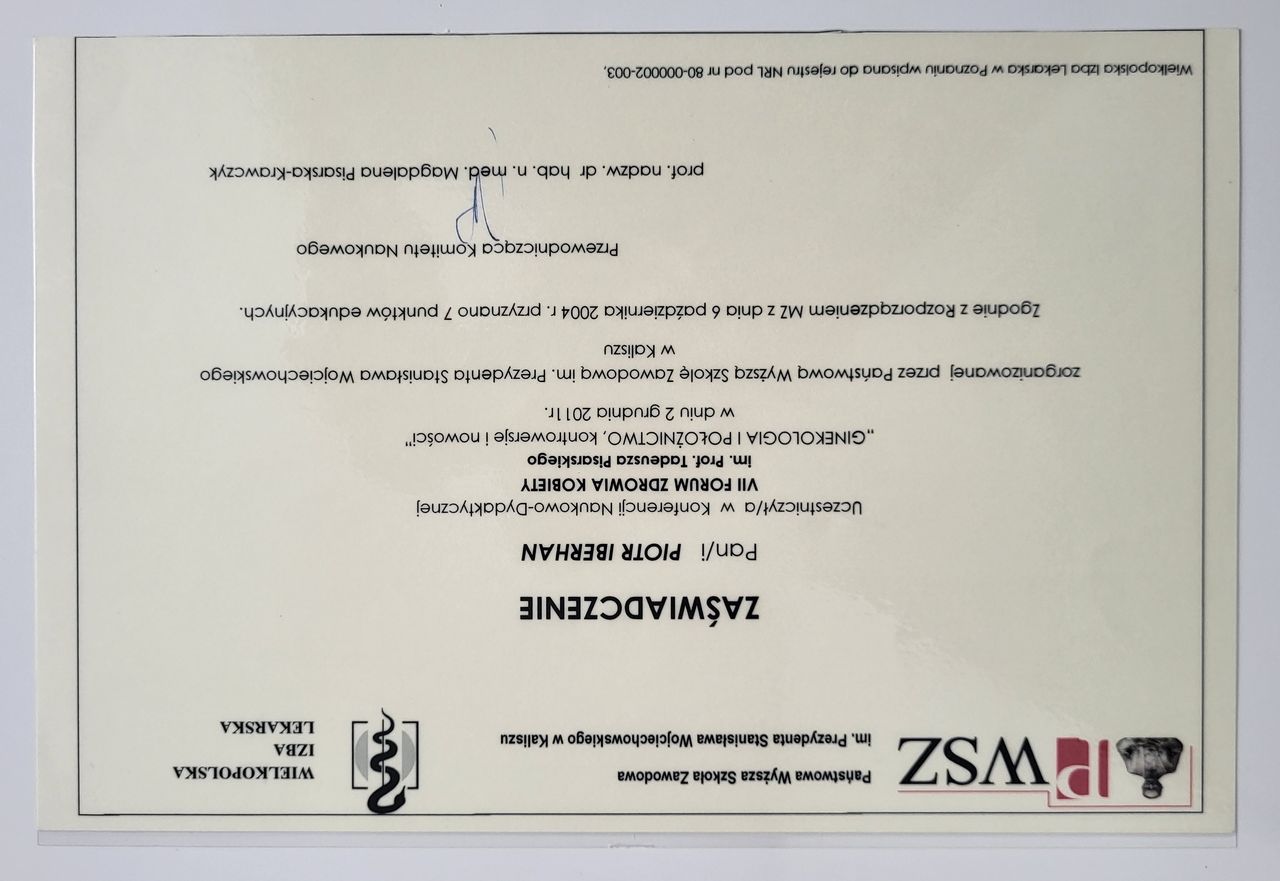 PWSZ
Państwowa Wyższa Szkoła Zawodowa
im. Prezydenta Stanisława Wojciechowskiego w Kaliszu
WIELKOPOLSKA
IZBA
LEKARSKA
ZAŚWIADCZENIE
Pan/i PIOTR IBERHAN
Uczestniczył/a w Konferencji Naukowo-Dydaktycznej
VII FORUM ZDROWIA KOBIETY
im. Prof. Tadeusza Pisarskiego
„GINEKOLOGIA I POŁOŻNICTWO, kontrowersje i nowości"
w dniu 2 grudnia 2011r.
zorganizowanej przez Państwową Wyższą Szkołę Zawodową im. Prezydenta Stanisława Wojciechowskiego
w Kaliszu
Zgodnie z Rozporządzeniem MZ z dnia 6 października 2004 r. przyznano 7 punktów edukacyjnych.
Przewodnicząca Komitetu Naukowego
prof. nadzw. dr hab. n. med. Magdalena Pisarska-Krawczyk
Wielkopolska Izba Lekarska w Poznaniu wpisana do rejestru NRL pod nr 80-000002-003,